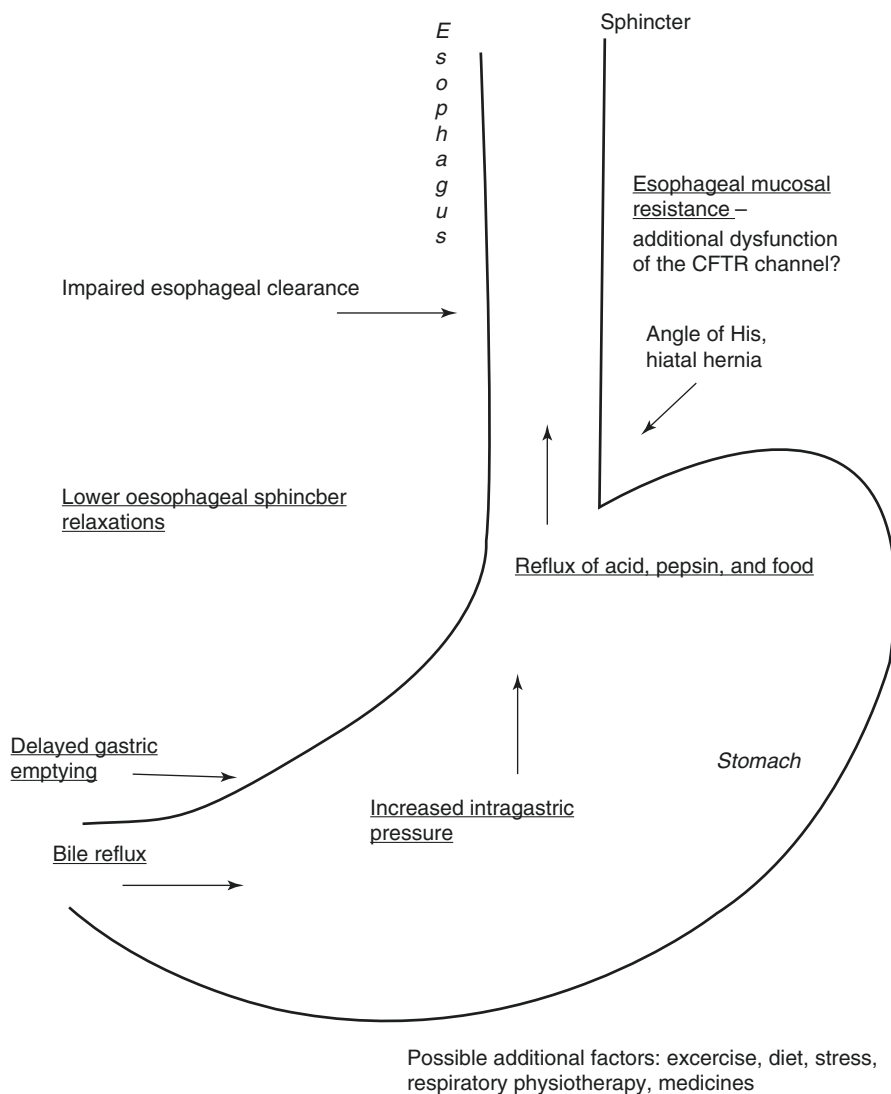 Esophagus
Sphincter
Esophageal mucosal
resistance –
additional dysfunction
of the CFTR channel?
Impaired esophageal clearance
Angle of His,
hiatal hernia
Lower oesophageal sphincber
relaxations
Reflux of acid, pepsin, and food
Delayed gastric
emptying
Stomach
Increased intragastric
pressure
Bile reflux
Possible additional factors: excercise, diet, stress,
respiratory physiotherapy, medicines